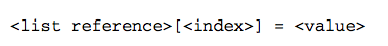 <list reference>[<index>] = <value>